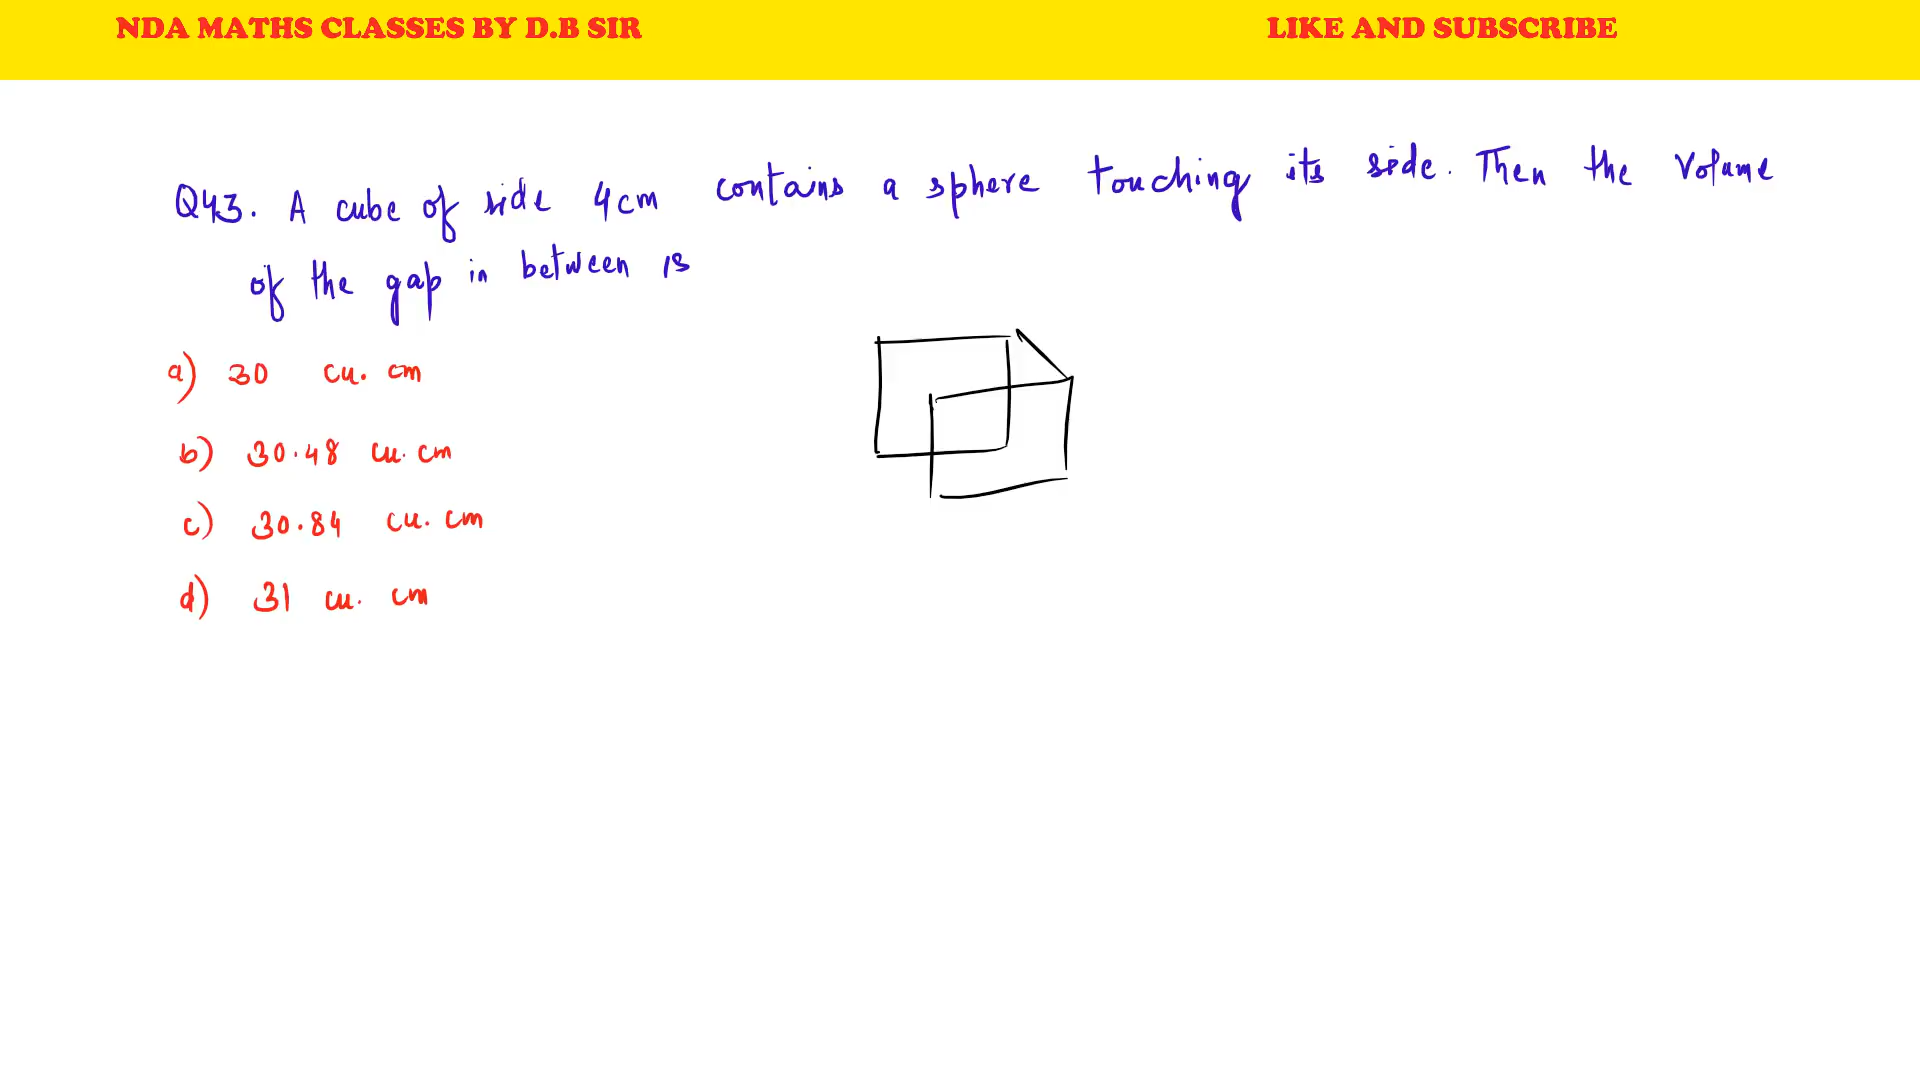 NDA MATHS CLASSES BY D.B SIR LIKE AND SUBSCRIBE
Q43. A cube of side 4cm contains a sphere touching its side. Then the volume
of the gap in between is
a) 30 cu. cm
b) 30.48 cu. cm
c) 30.84 cu. cm
d) 31 cu. cm